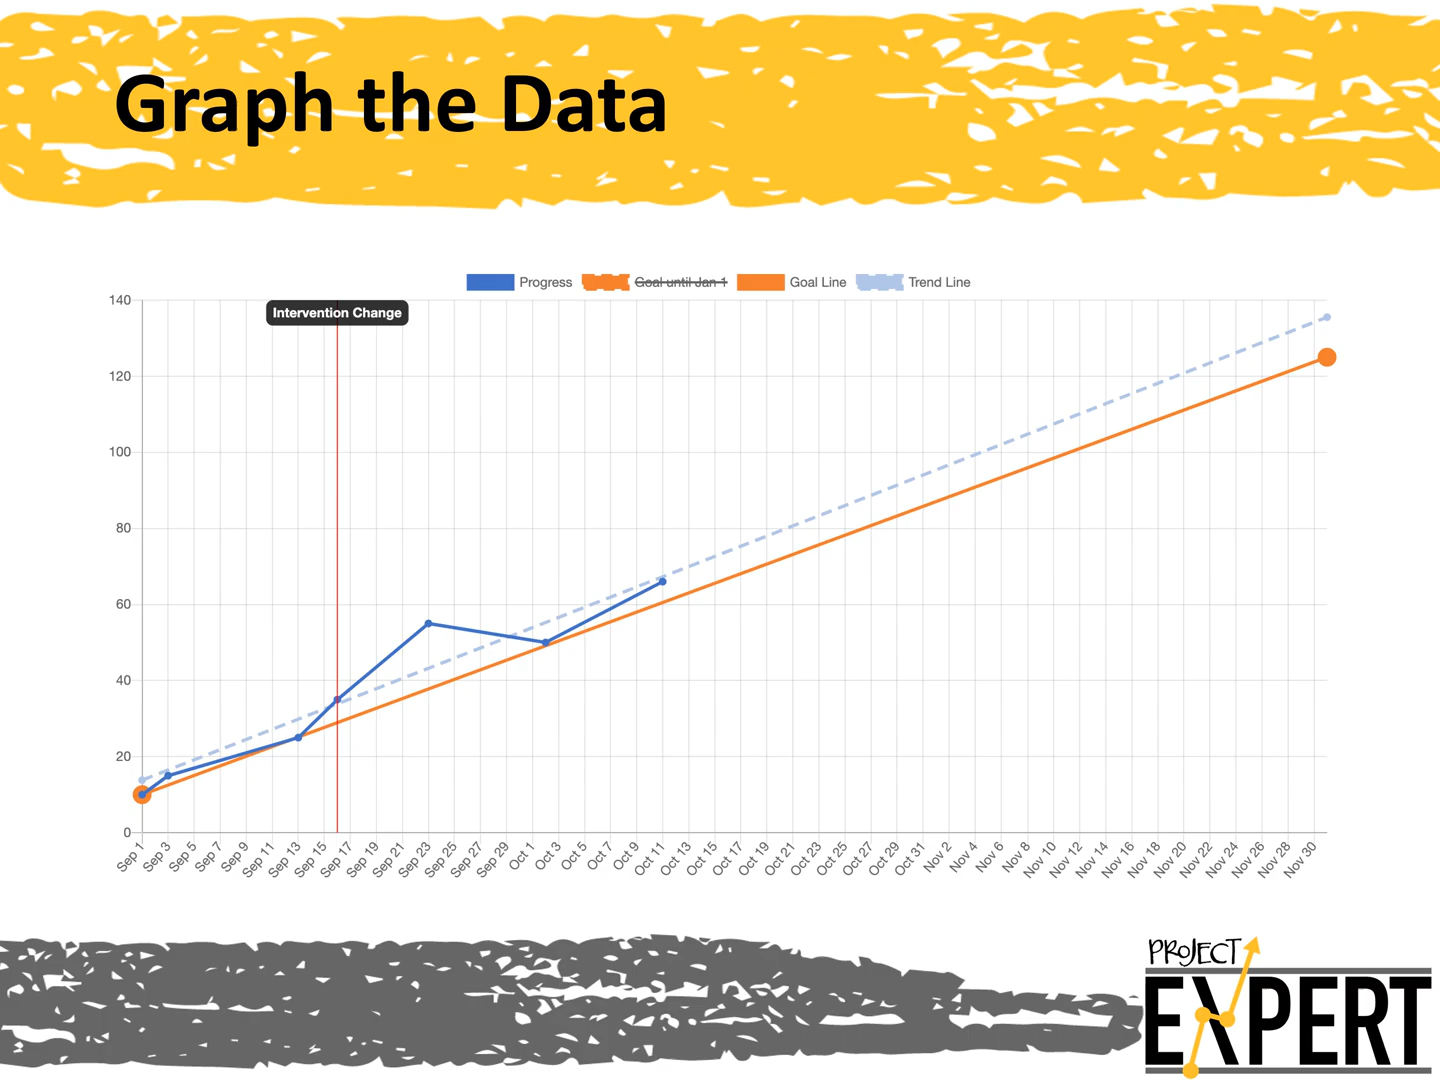 Graph the Data
Progress Goal until Jan 1 Goal Line Trend Line
Intervention Change
140
120
100
80
60
40
20
0
Sep 1 Sep 3 Sep 5 Sep 7 Sep 9 Sep 11 Sep 13 Sep 15 Sep 17 Sep 19 Sep 21 Sep 23 Sep 25 Sep 27 Sep 29 Oct 1 Oct 3 Oct 5 Oct 7 Oct 9 Oct 11 Oct 13 Oct 15 Oct 17 Oct 19 Oct 21 Oct 23 Oct 25 Oct 27 Oct 29 Oct 31 Nov 2 Nov 4 Nov 6 Nov 8 Nov 10 Nov 12 Nov 14 Nov 16 Nov 18 Nov 20 Nov 22 Nov 24 Nov 26 Nov 28 Nov 30
PROJECT
EXPERT